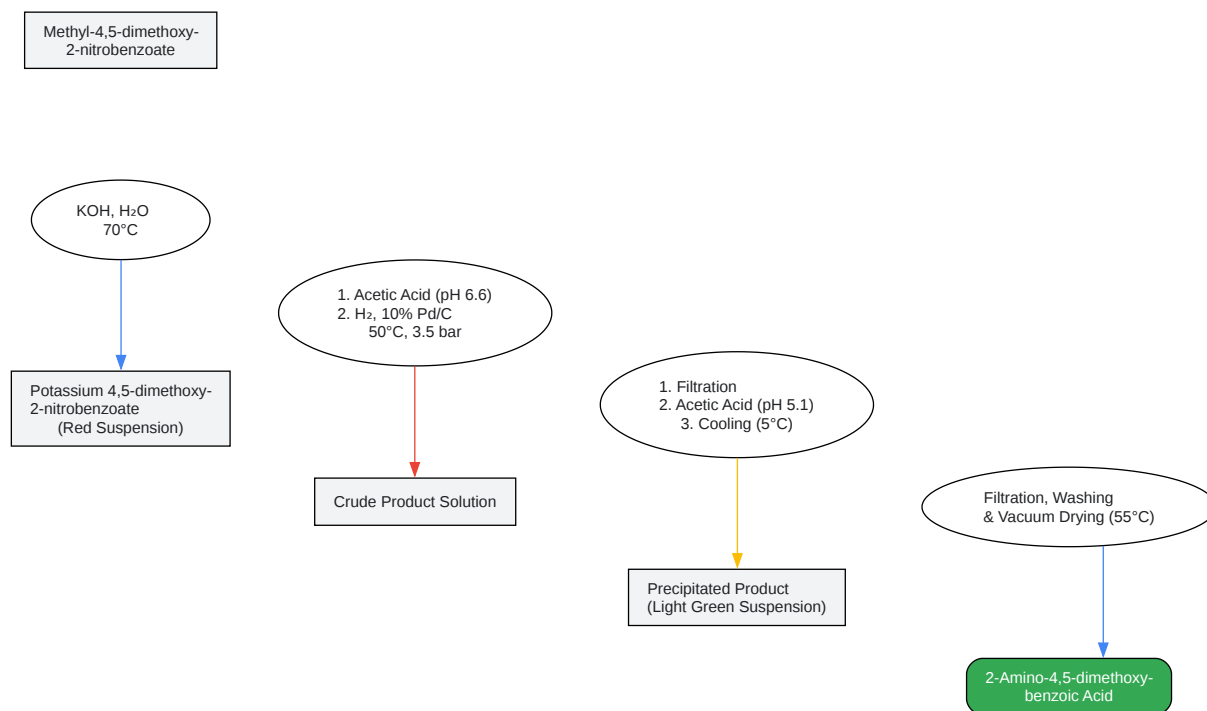 Methyl-4,5-dimethoxy-
2-nitrobenzoate
KOH, H₂O
70°C
1. Acetic Acid (pH 6.6)
2. H₂, 10% Pd/C
50°C, 3.5 bar
Potassium 4,5-dimethoxy-
2-nitrobenzoate
(Red Suspension)
1. Filtration
2. Acetic Acid (pH 5.1)
3. Cooling (5°C)
Crude Product Solution
Filtration, Washing
& Vacuum Drying (55°C)
Precipitated Product
(Light Green Suspension)
2-Amino-4,5-dimethoxy-
benzoic Acid